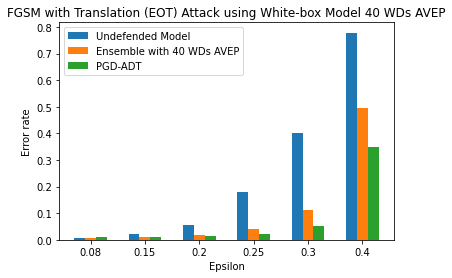 FGSM with Translation (EOT) Attack using White-box Model 40 WDs AVEP
Undefended Model
Ensemble with 40 WDs AVEP
PGD-ADT
0.8
0.7
0.6
0.5
0.4
0.3
0.2
0.1
0.0
Error rate
0.08 0.15 0.2 0.25 0.3 0.4
Epsilon